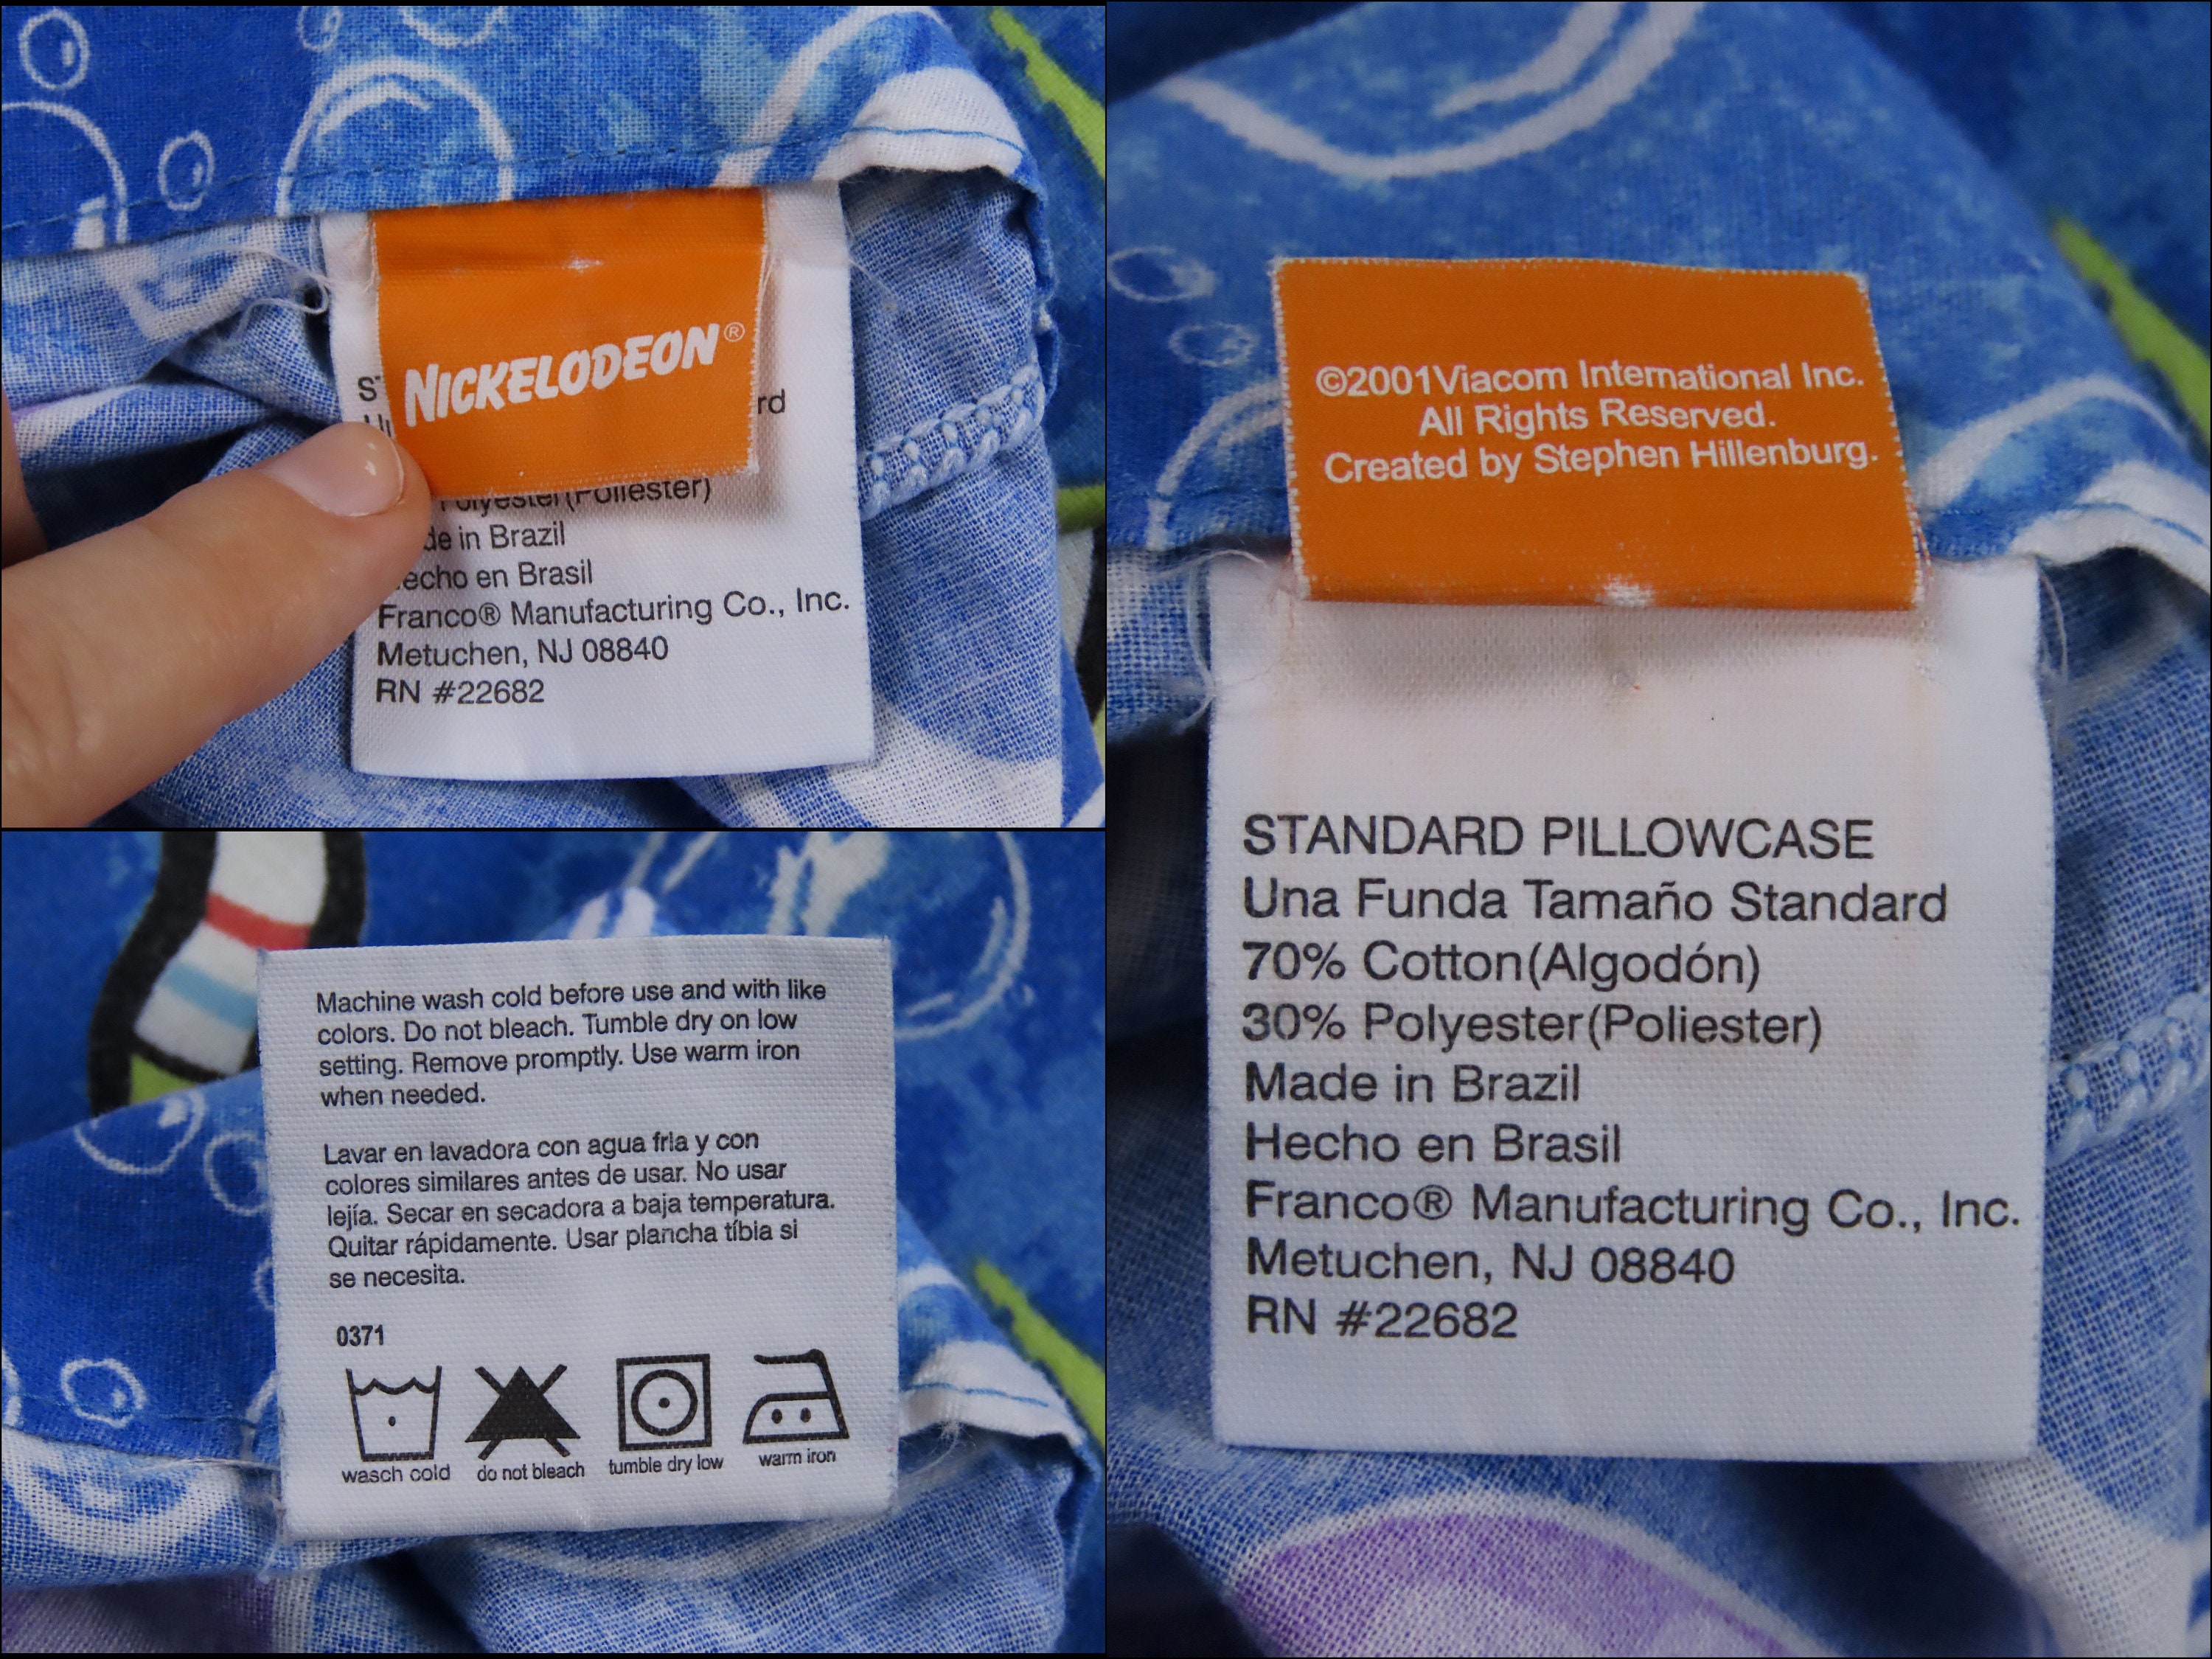 NICKELODEON®
rd
Polyester(Poliester)
de in Brazil
echo en Brasil
Franco® Manufacturing Co., Inc.
Metuchen, NJ 08840
RN #22682
Machine wash cold before use and with like
colors. Do not bleach. Tumble dry on low
setting. Remove promptly. Use warm iron
when needed.
Lavar en lavadora con agua fría y con
colores similares antes de usar. No usar
lejía. Secar en secadora a baja temperatura.
Quitar rápidamente. Usar plancha tíbia si
se necesita.
0371
wasch cold
do not bleach
tumble dry low
warm iron
©2001Viacom International Inc.
All Rights Reserved.
Created by Stephen Hillenburg.
STANDARD PILLOWCASE
Una Funda Tamaño Standard
70% Cotton(Algodón)
30% Polyester(Poliester)
Made in Brazil
Hecho en Brasil
Franco® Manufacturing Co., Inc.
Metuchen, NJ 08840
RN #22682